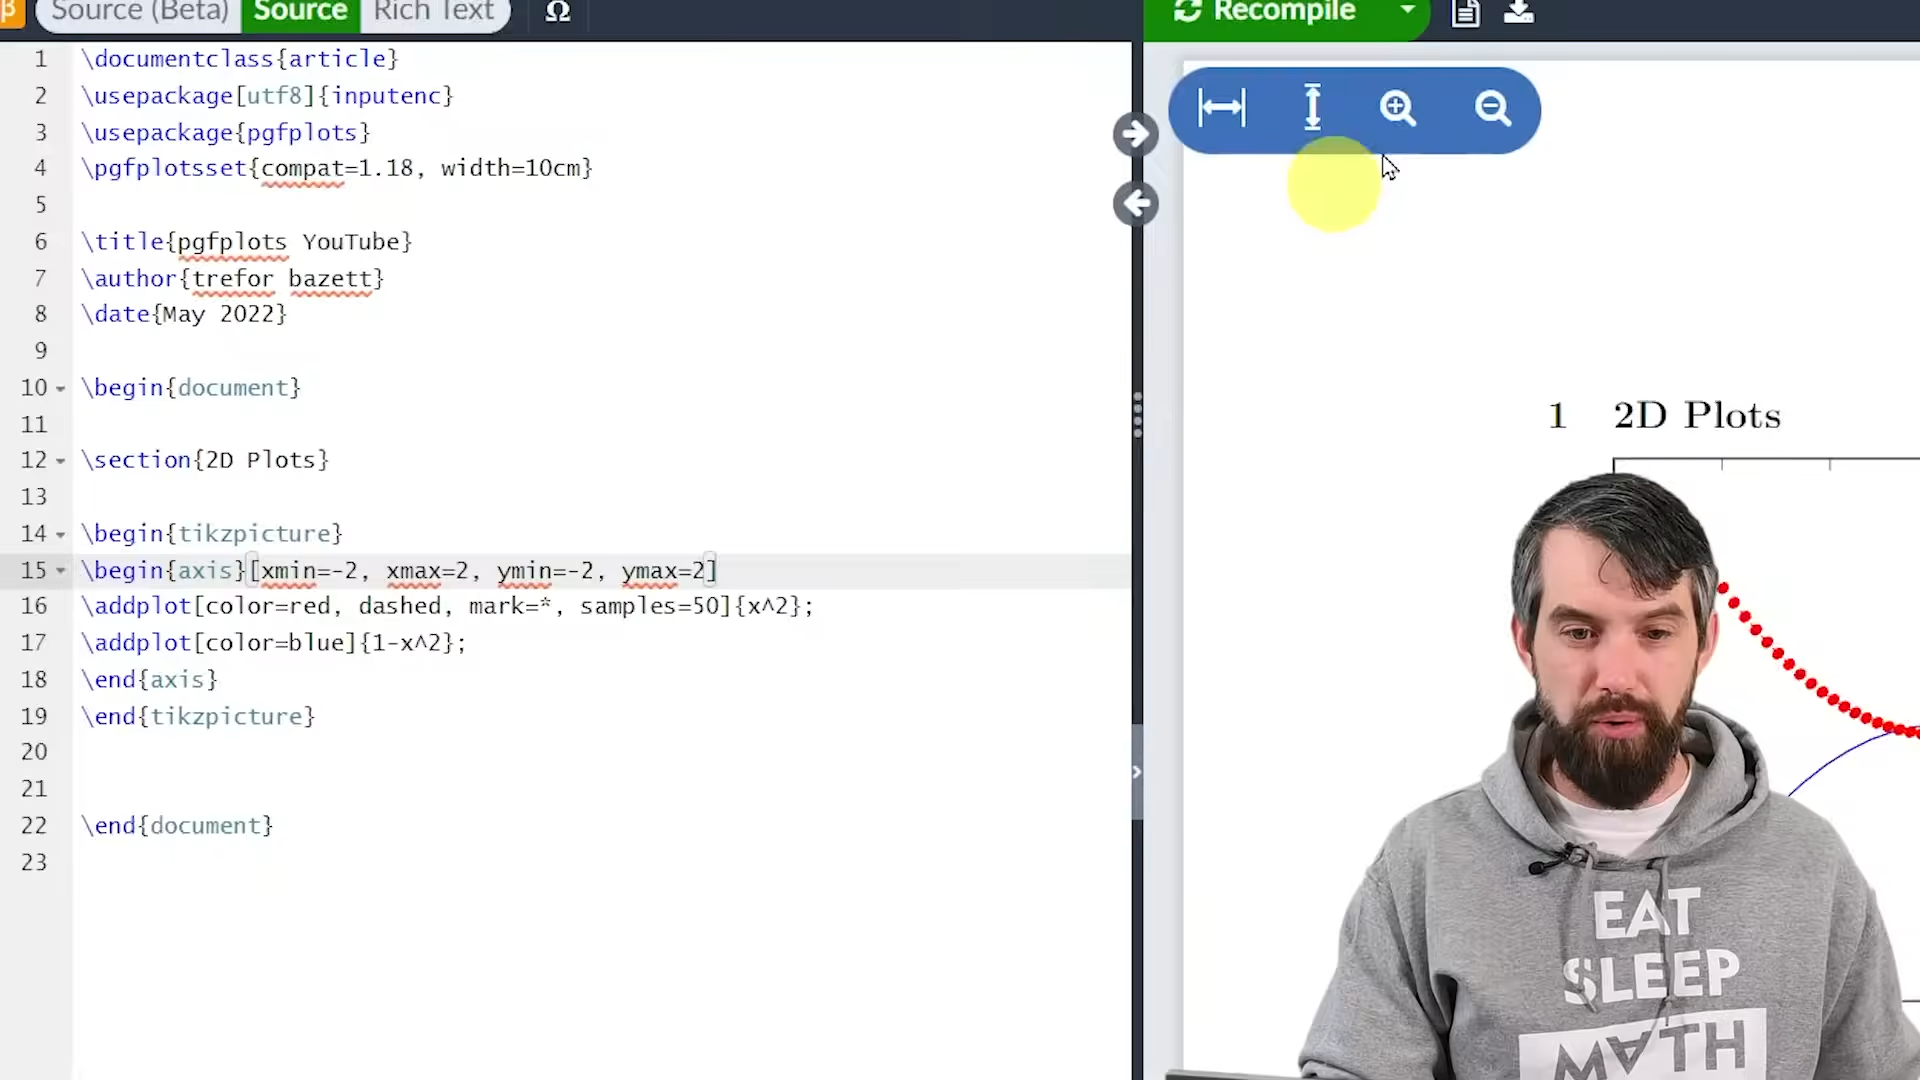 β Source (Beta) Source Rich Text Ω Recompile
1 \documentclass{article}
2 \usepackage[utf8]{inputenc}
3 \usepackage{pgfplots}
4 \pgfplotsset{compat=1.18, width=10cm}
5
6 \title{pgfplots YouTube}
7 \author{trefor bazett}
8 \date{May 2022}
9
10 \begin{document}
11
12 \section{2D Plots}
13
14 \begin{tikzpicture}
15 \begin{axis}[xmin=-2, xmax=2, ymin=-2, ymax=2]
16 \addplot[color=red, dashed, mark=*, samples=50]{x^2};
17 \addplot[color=blue]{1-x^2};
18 \end{axis}
19 \end{tikzpicture}
20
21
22 \end{document}
23
1 2D Plots
EAT
SLEEP
MATH